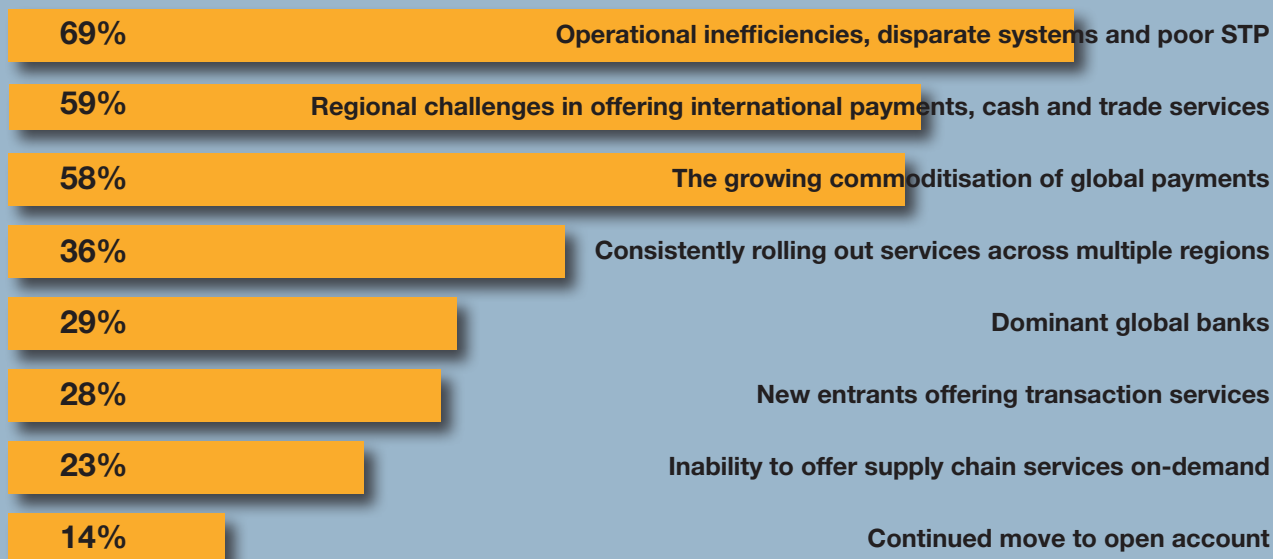 69% Operational inefficiencies, disparate systems and poor STP
59% Regional challenges in offering international payments, cash and trade services
58% The growing commoditisation of global payments
36% Consistently rolling out services across multiple regions
29% Dominant global banks
28% New entrants offering transaction services
23% Inability to offer supply chain services on-demand
14% Continued move to open account